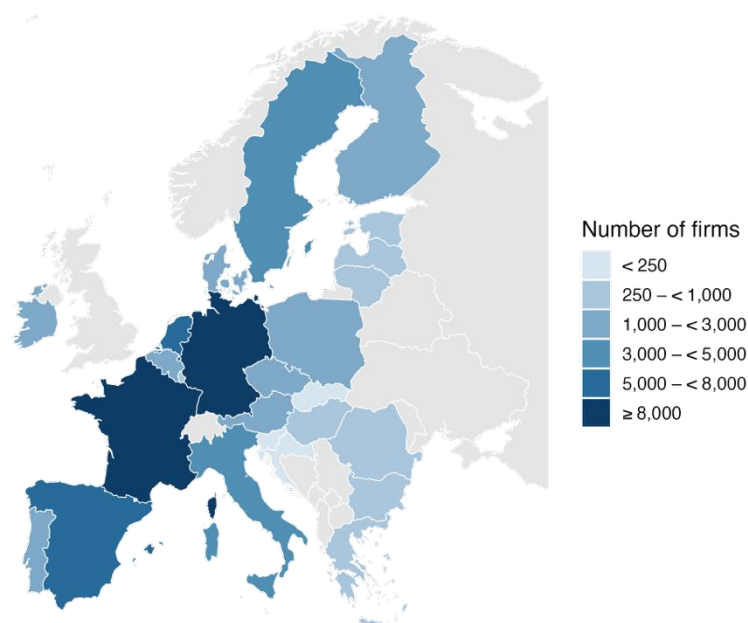 Number of firms
< 250
250 – < 1,000
1,000 – < 3,000
3,000 – < 5,000
5,000 – < 8,000
≥ 8,000